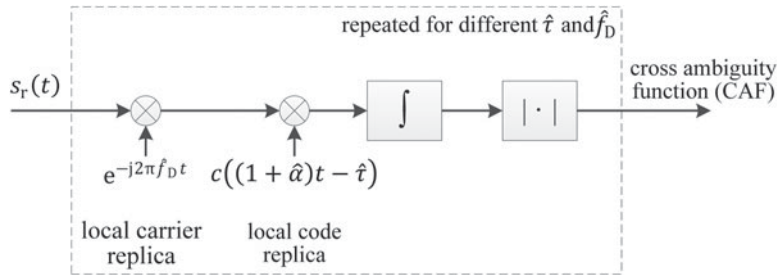 repeated for different τ̂ and f̂_D
s_r(t)
cross ambiguity
function (CAF)
∫
| · |
e^{−j2πf̂_D t}
c((1 + α̂)t − τ̂)
local carrier
replica
local code
replica